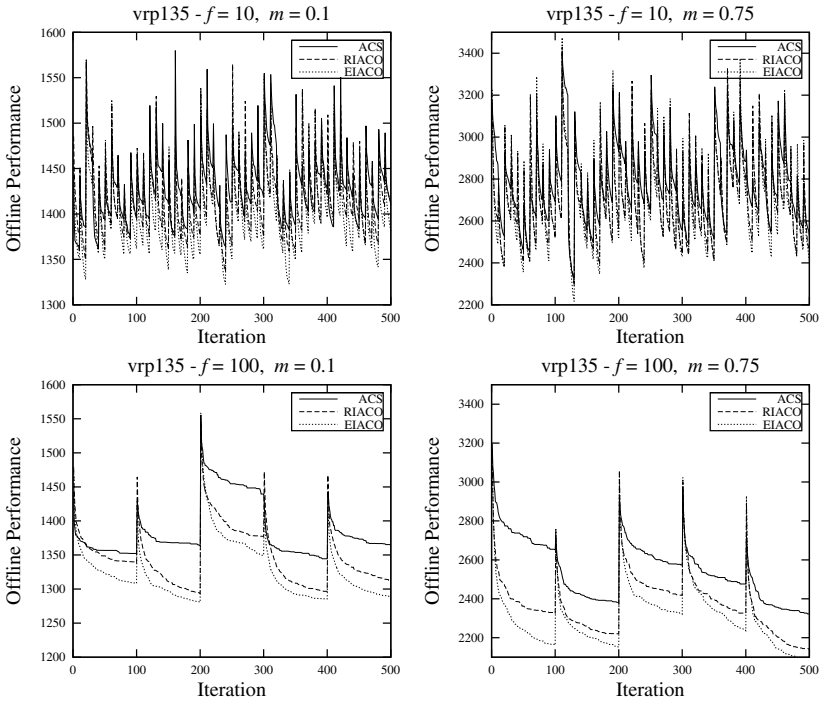 vrp135 - f = 10, m = 0.1
1600
1550
1500
1450
1400
1350
1300
Offline Performance
ACS
RIACO
EIACO
0 100 200 300 400 500
Iteration
vrp135 - f = 10, m = 0.75
3400
3200
3000
2800
2600
2400
2200
Offline Performance
ACS
RIACO
EIACO
0 100 200 300 400 500
Iteration
vrp135 - f = 100, m = 0.1
1600
1500
1400
1300
1200
Offline Performance
ACS
RIACO
EIACO
0 100 200 300 400 500
Iteration
vrp135 - f = 100, m = 0.75
3400
3200
3000
2800
2600
2400
2200
Offline Performance
ACS
RIACO
EIACO
0 100 200 300 400 500
Iteration